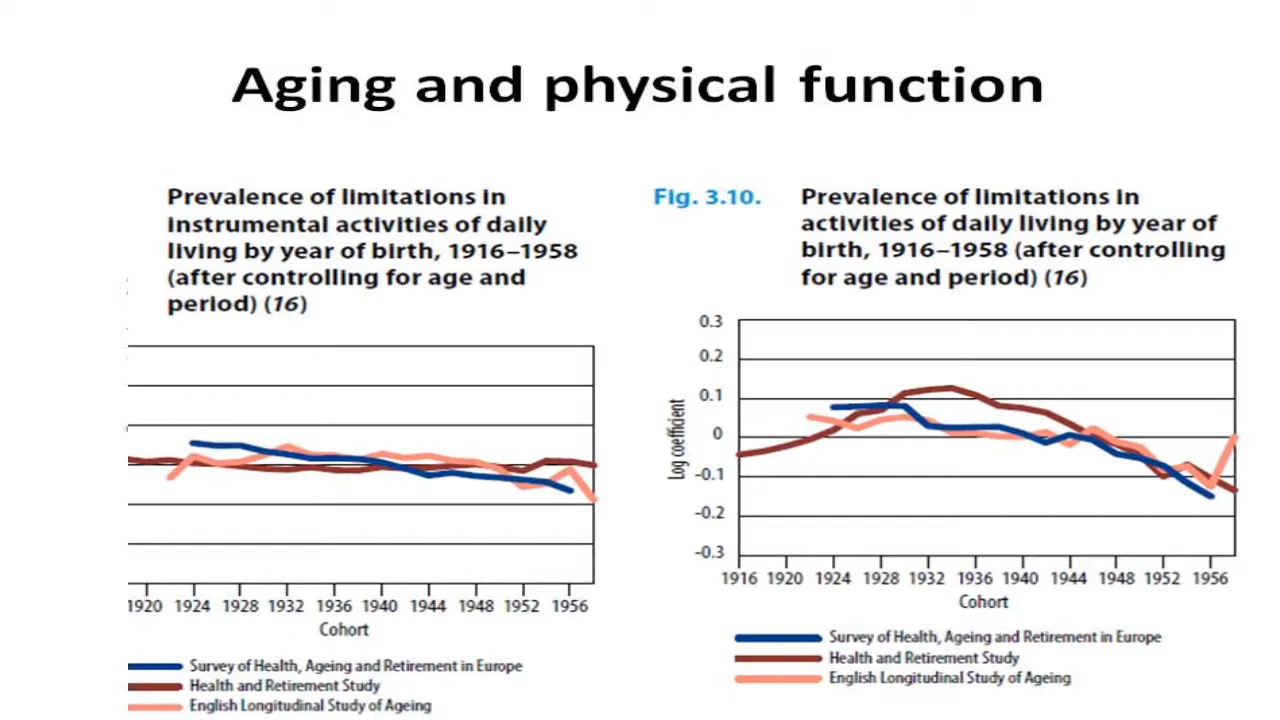 Aging and physical function
Prevalence of limitations in
instrumental activities of daily
living by year of birth, 1916–1958
(after controlling for age and
period) (16)
1920 1924 1928 1932 1936 1940 1944 1948 1952 1956
Cohort
Survey of Health, Ageing and Retirement in Europe
Health and Retirement Study
English Longitudinal Study of Ageing
Fig. 3.10.
Prevalence of limitations in
activities of daily living by year of
birth, 1916–1958 (after controlling
for age and period) (16)
Log coefficient
0.3
0.2
0.1
0
-0.1
-0.2
-0.3
1916 1920 1924 1928 1932 1936 1940 1944 1948 1952 1956
Cohort
Survey of Health, Ageing and Retirement in Europe
Health and Retirement Study
English Longitudinal Study of Ageing